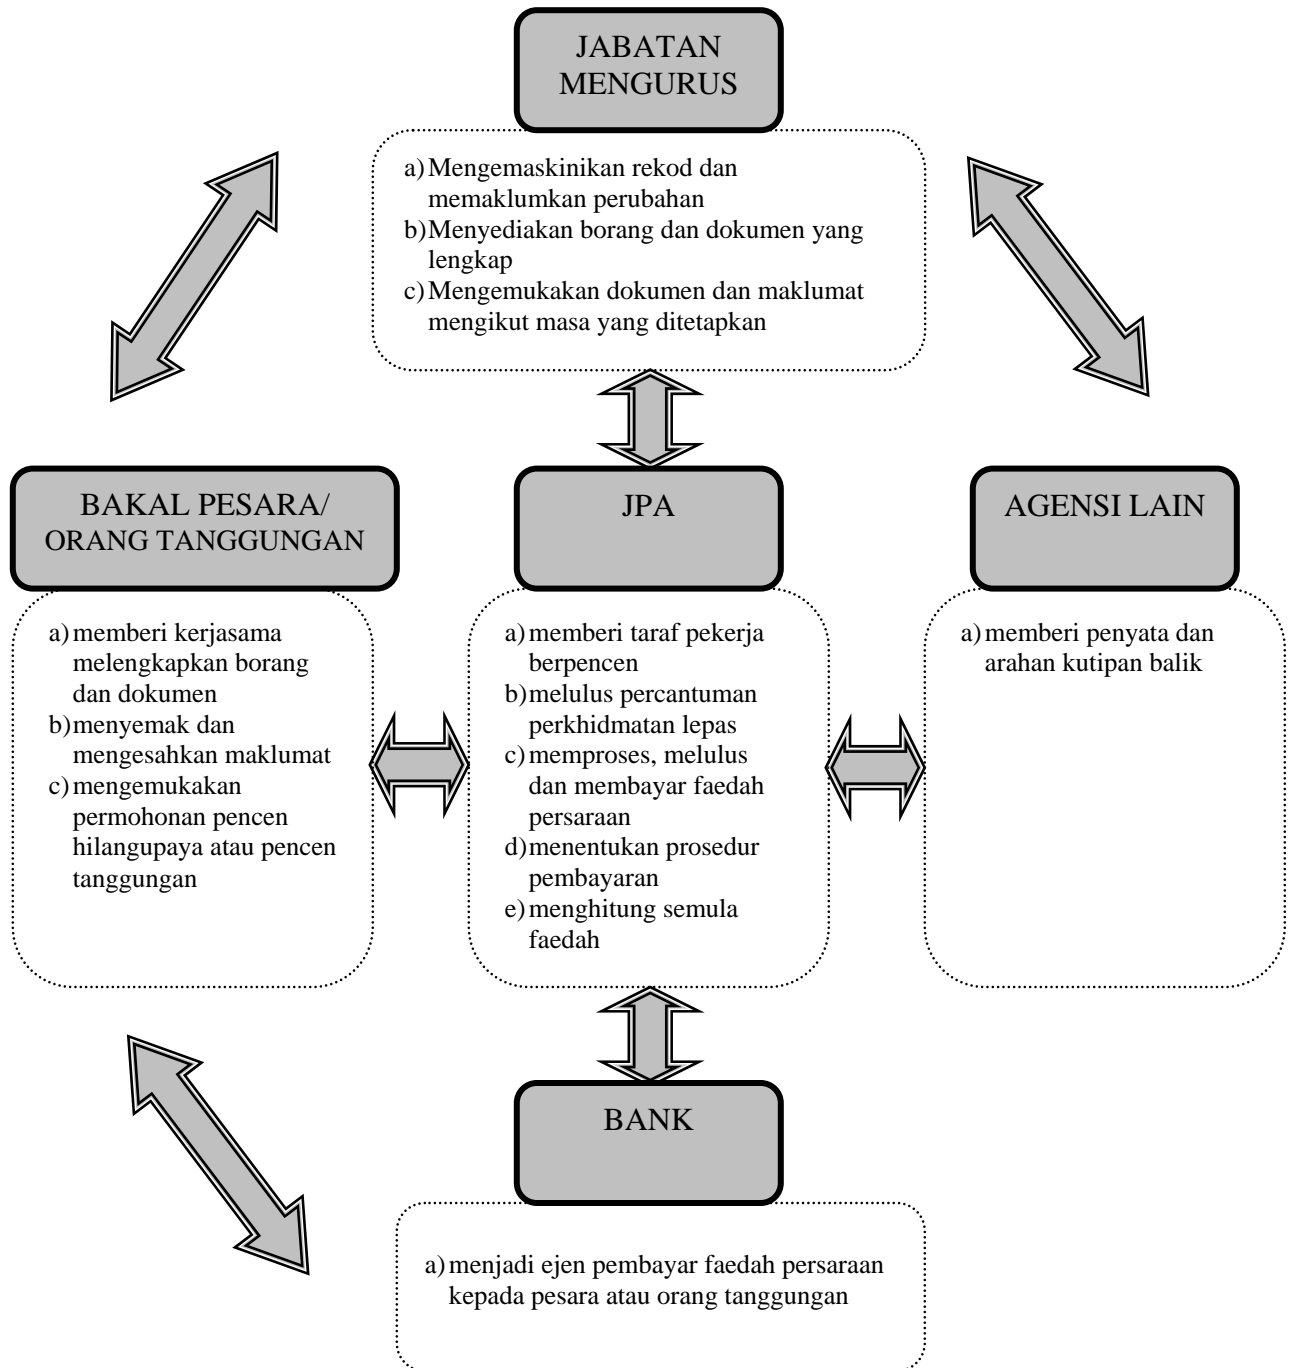 JABATAN
MENGURUS
a) Mengemaskinikan rekod dan
memaklumkan perubahan
b) Menyediakan borang dan dokumen yang
lengkap
c) Mengemukakan dokumen dan maklumat
mengikut masa yang ditetapkan
BAKAL PESARA/
ORANG TANGGUNGAN
a) memberi kerjasama
melengkapkan borang
dan dokumen
b) menyemak dan
mengesahkan maklumat
c) mengemukakan
permohonan pencen
hilangupaya atau pencen
tanggungan
JPA
a) memberi taraf pekerja
berpencen
b) melulus percantuman
perkhidmatan lepas
c) memproses, melulus
dan membayar faedah
persaraan
d) menentukan prosedur
pembayaran
e) menghitung semula
faedah
AGENSI LAIN
a) memberi penyata dan
arahan kutipan balik
BANK
a) menjadi ejen pembayar faedah persaraan
kepada pesara atau orang tanggungan